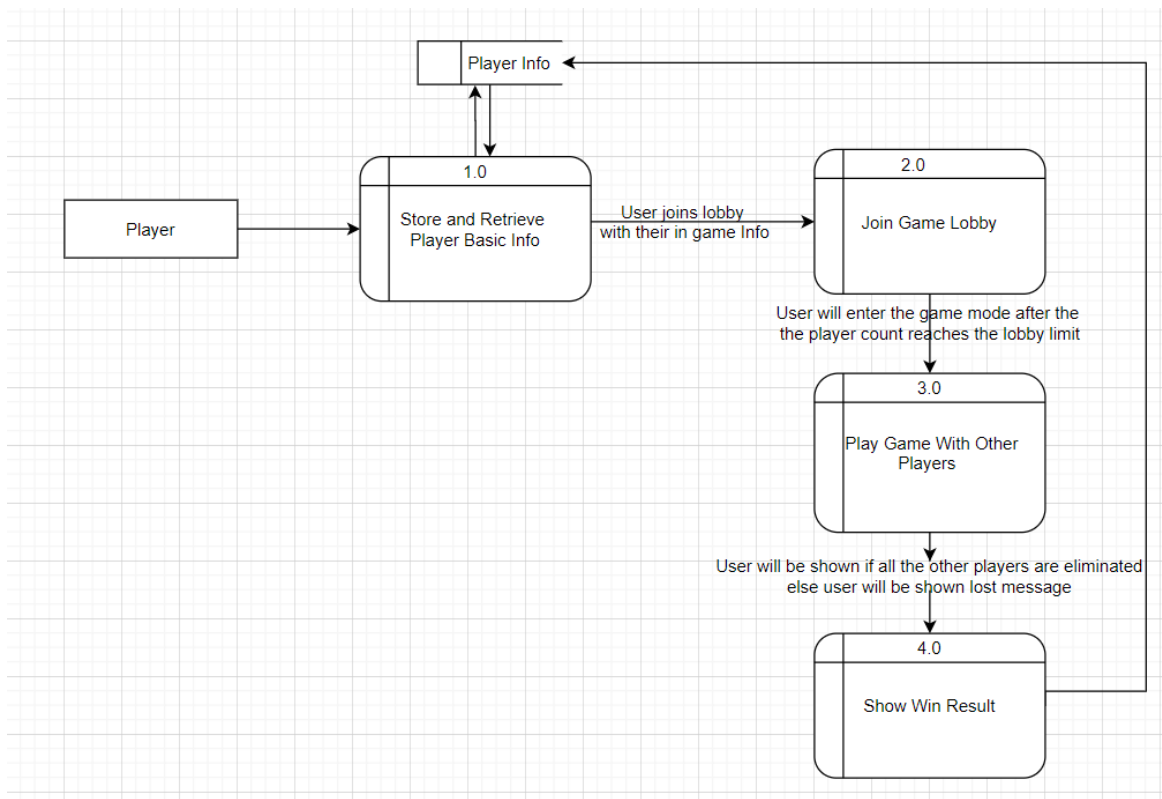 Player Info
1.0
Store and Retrieve
Player Basic Info
Player
User joins lobby
with their in game Info
2.0
Join Game Lobby
User will enter the game mode after the
the player count reaches the lobby limit
3.0
Play Game With Other
Players
User will be shown if all the other players are eliminated
else user will be shown lost message
4.0
Show Win Result